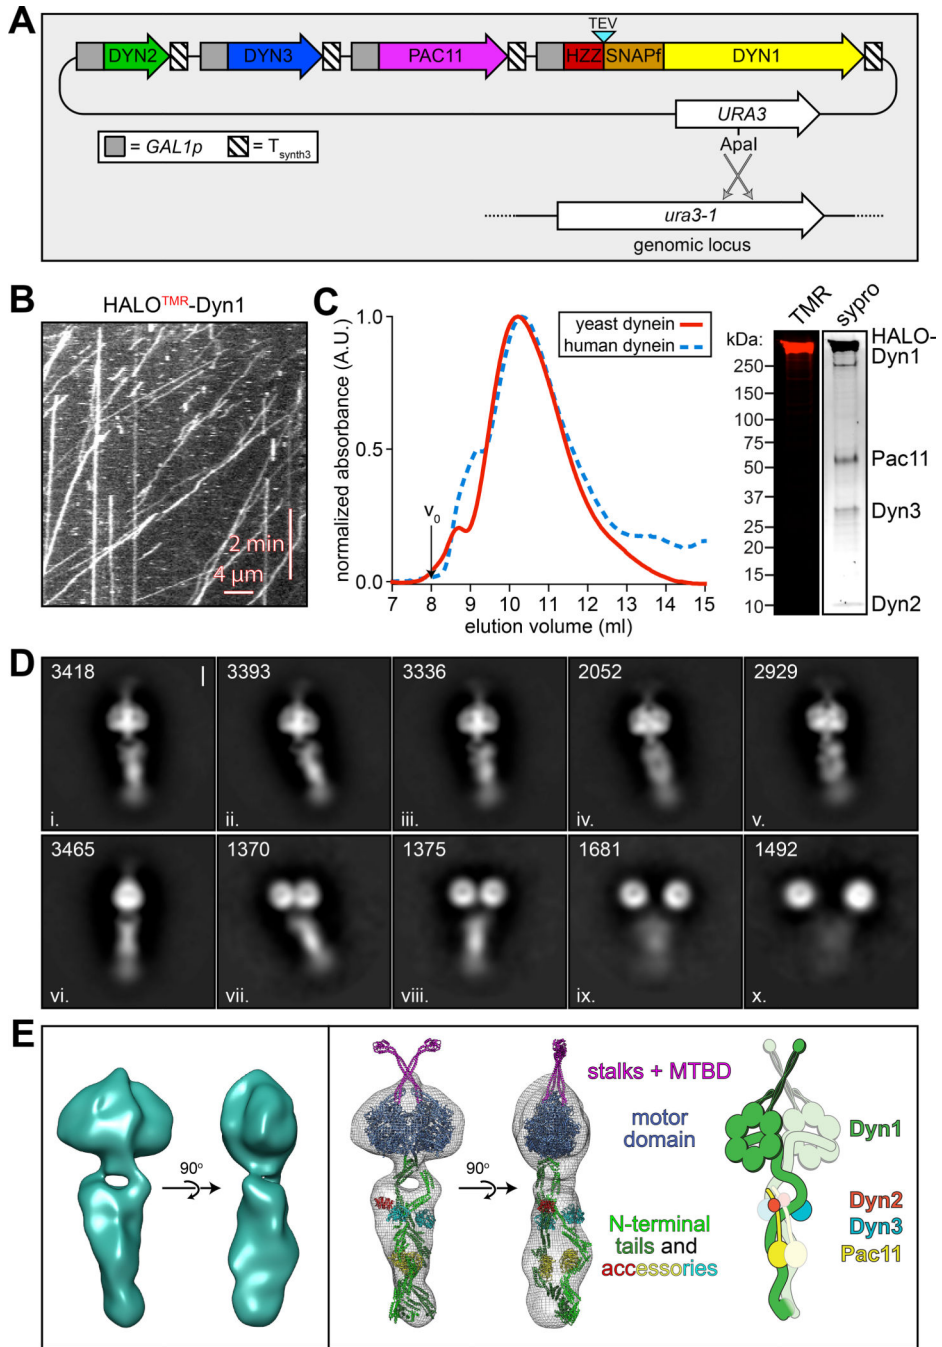 A
TEV
DYN2
DYN3
PAC11
HZZ
SNAPf
DYN1
URA3
= GAL1p
= Tsynth3
ApaI
ura3-1
genomic locus
B
HALOTMR-Dyn1
2 min
4 μm
C
normalized absorbance (A.U.)
1.0
0.5
0.0
yeast dynein
human dynein
v0
7 8 9 10 11 12 13 14 15
elution volume (ml)
TMR
sypro
kDa:
250
150
100
75
50
37
25
20
15
10
HALO-
Dyn1
Pac11
Dyn3
Dyn2
D
3418
3393
3336
2052
2929
i.
ii.
iii.
iv.
v.
3465
1370
1375
1681
1492
vi.
vii.
viii.
ix.
x.
E
90°
90°
stalks + MTBD
motor
domain
N-terminal
tails and
accessories
Dyn1
Dyn2
Dyn3
Pac11